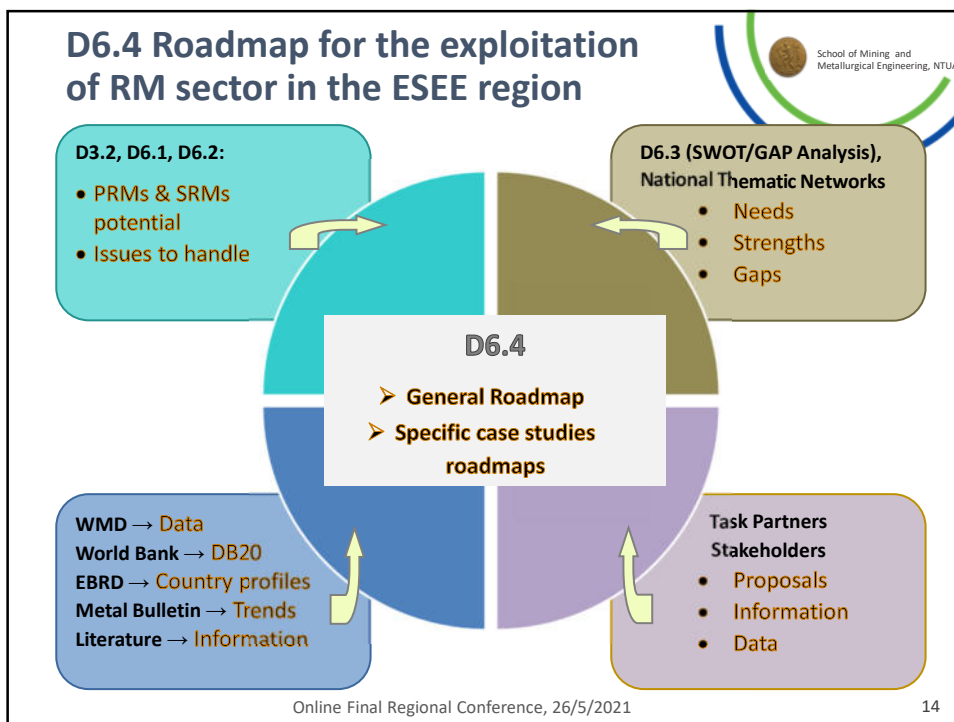 D6.4 Roadmap for the exploitation
of RM sector in the ESEE region
School of Mining and
Metallurgical Engineering, NTUA
D3.2, D6.1, D6.2:
• PRMs & SRMs
potential
• Issues to handle
D6.3 (SWOT/GAP Analysis),
National Thematic Networks
• Needs
• Strengths
• Gaps
D6.4
➢ General Roadmap
➢ Specific case studies
roadmaps
WMD → Data
World Bank → DB20
EBRD → Country profiles
Metal Bulletin → Trends
Literature → Information
Task Partners
Stakeholders
• Proposals
• Information
• Data
Online Final Regional Conference, 26/5/2021
14